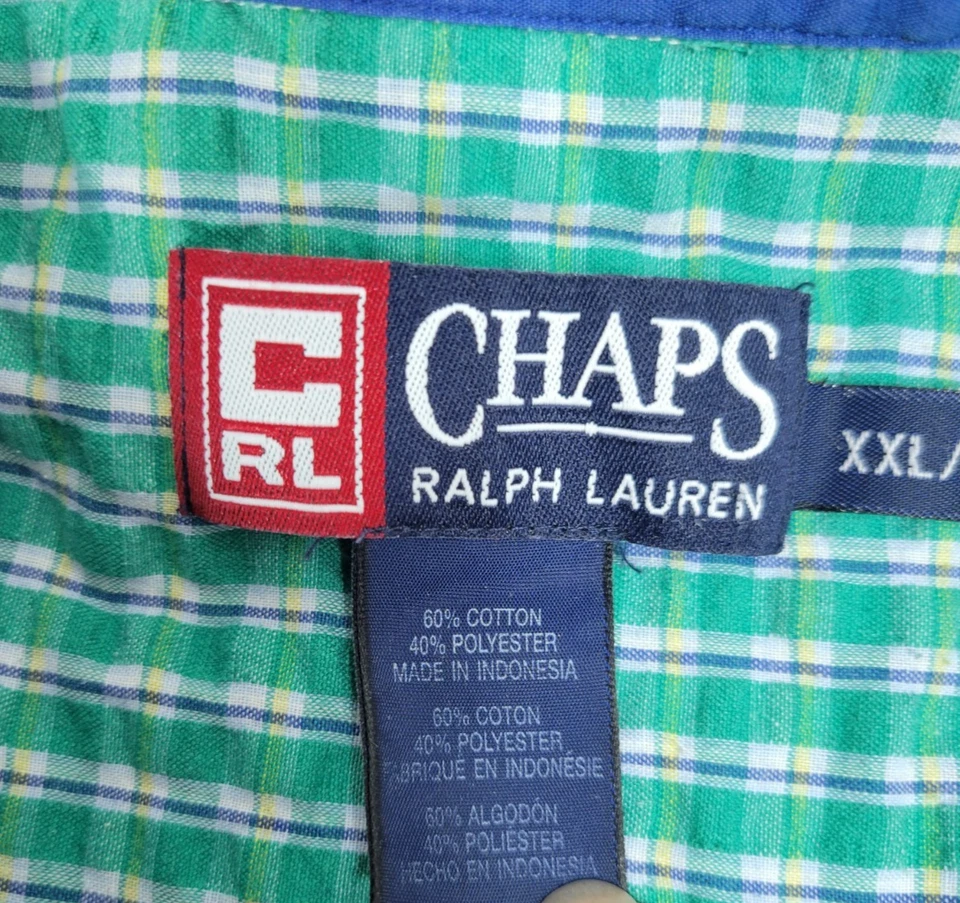 C
RL
CHAPS
RALPH LAUREN
XXL/
60% COTTON
40% POLYESTER
MADE IN INDONESIA
60% COTON
40% POLYESTER
ABRIQUE EN INDONÉSIE
60% ALGODÓN
40% POLIÉSTER
HECHO EN INDONESIA